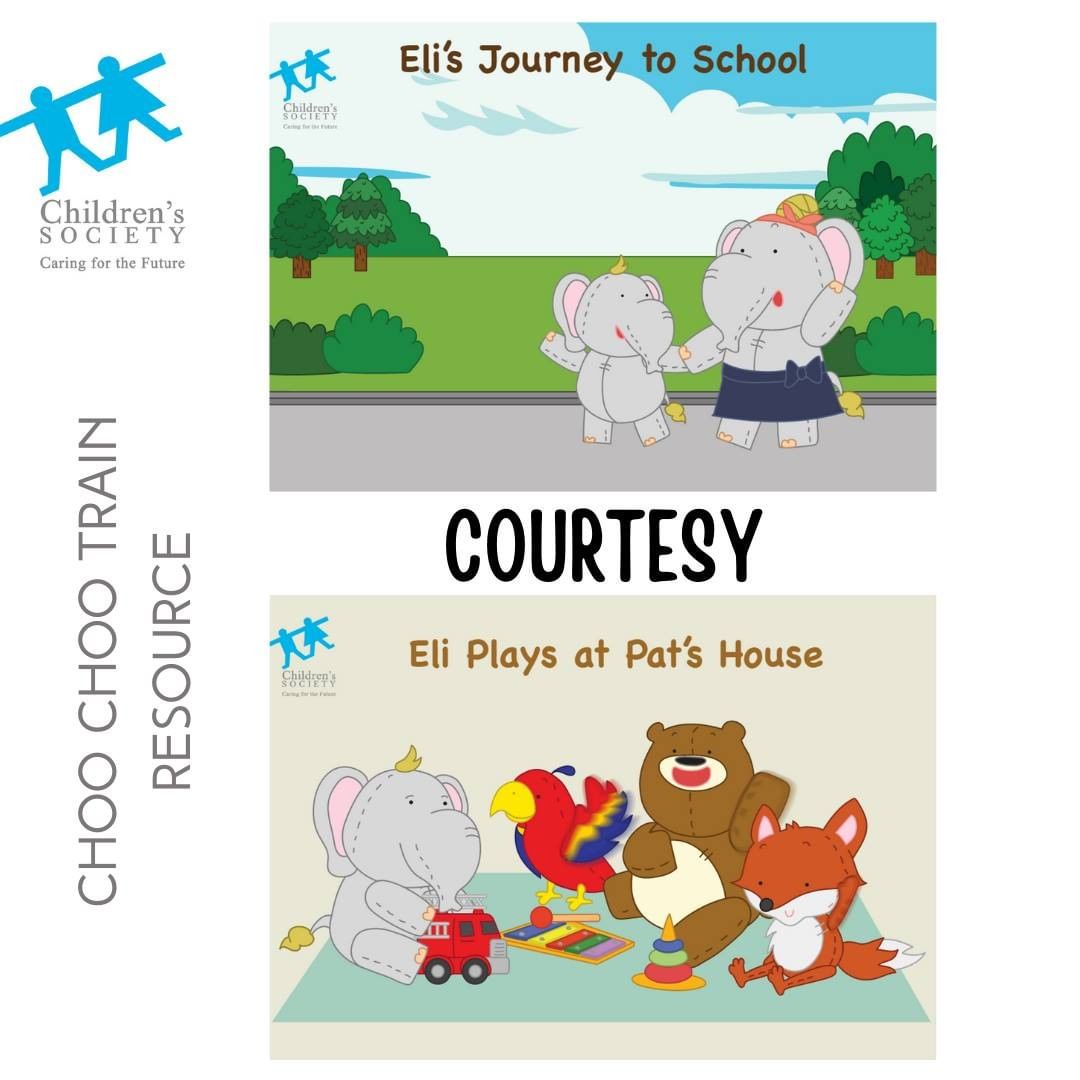 Children's
SOCIETY
Caring for the Future
CHOO CHOO TRAIN
RESOURCE
Eli's Journey to School
Children's
SOCIETY
Caring for the Future
COURTESY
Eli Plays at Pat's House
Children's
SOCIETY
Caring for the Future